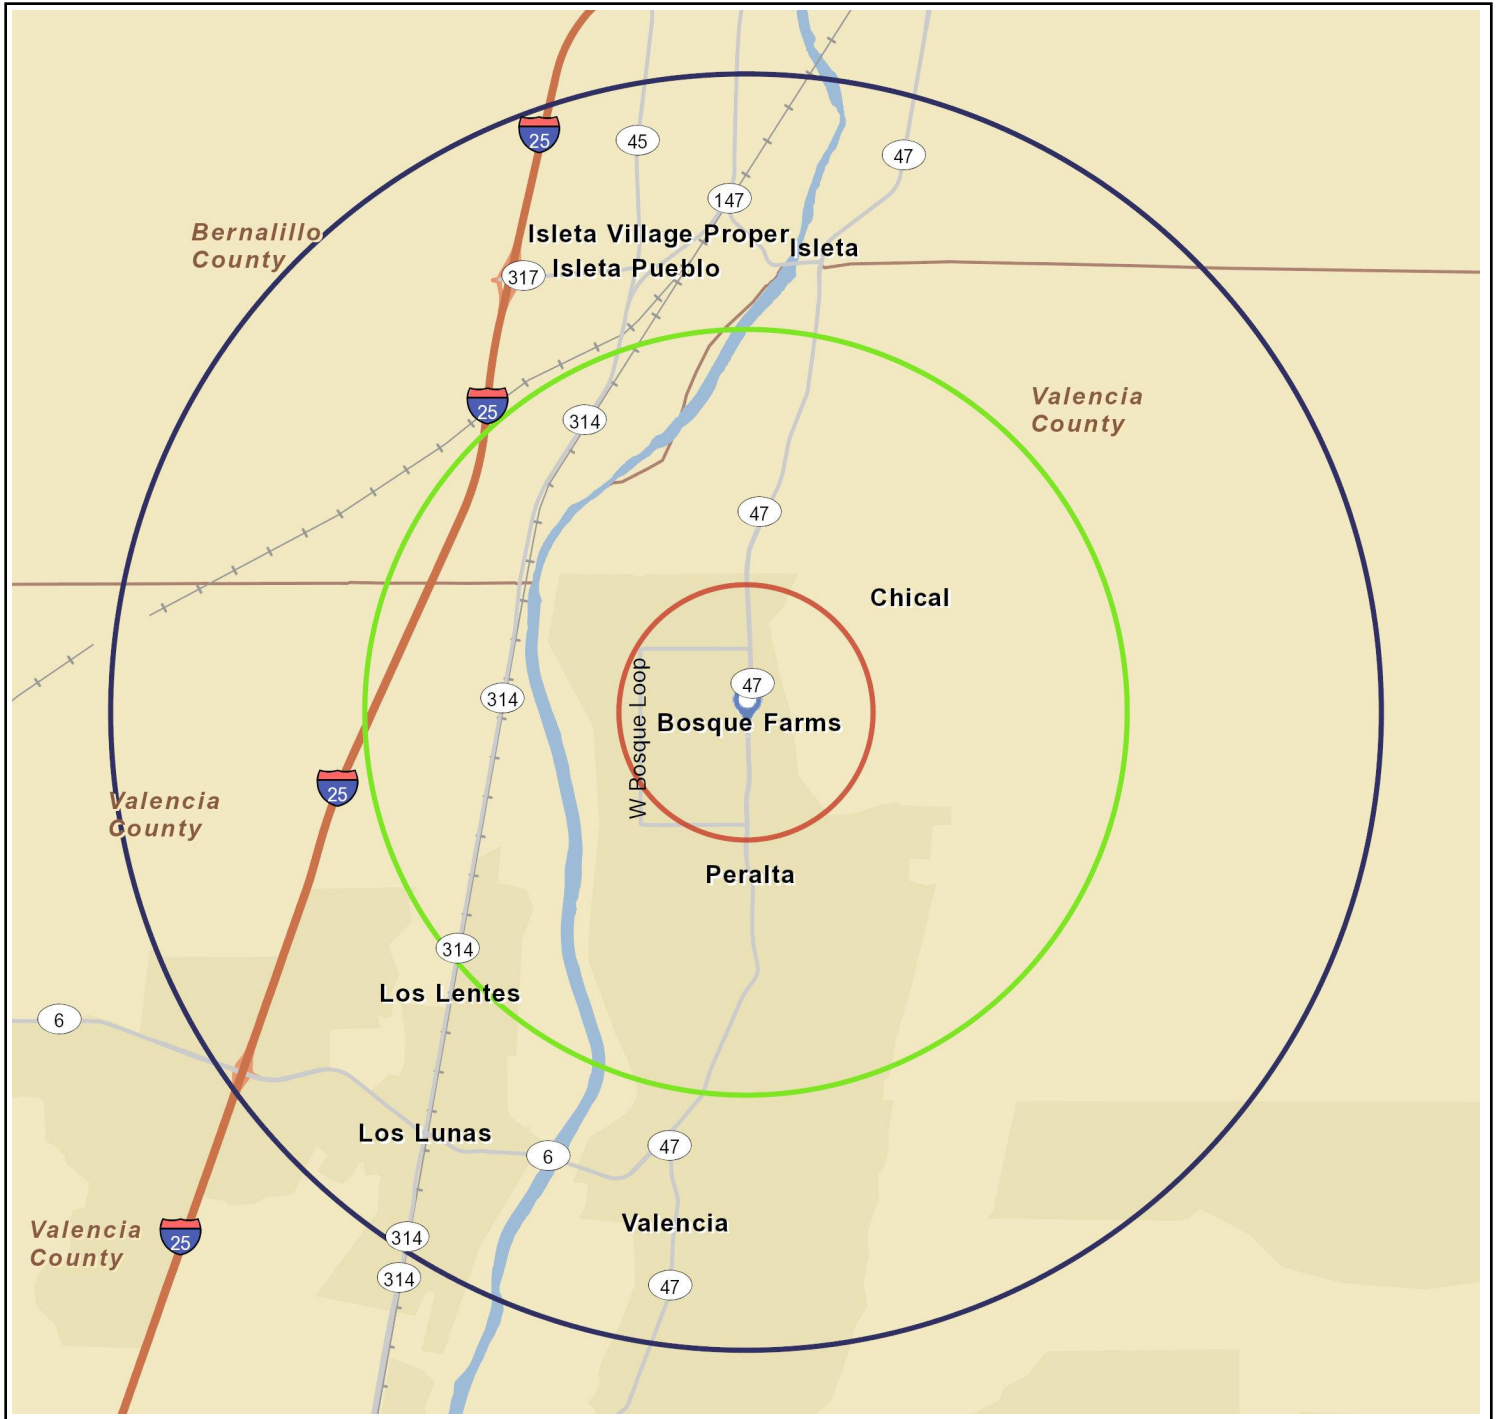 25
45
47
147
Bernalillo
County
Isleta Village Proper
Isleta
317
Isleta Pueblo
25
314
Valencia
County
47
Chical
W Bosque Loop
314
47
Bosque Farms
25
Valencia
County
Peralta
314
Los Lentes
6
Los Lunas
6
47
Valencia
Valencia
County
25
314
314
47